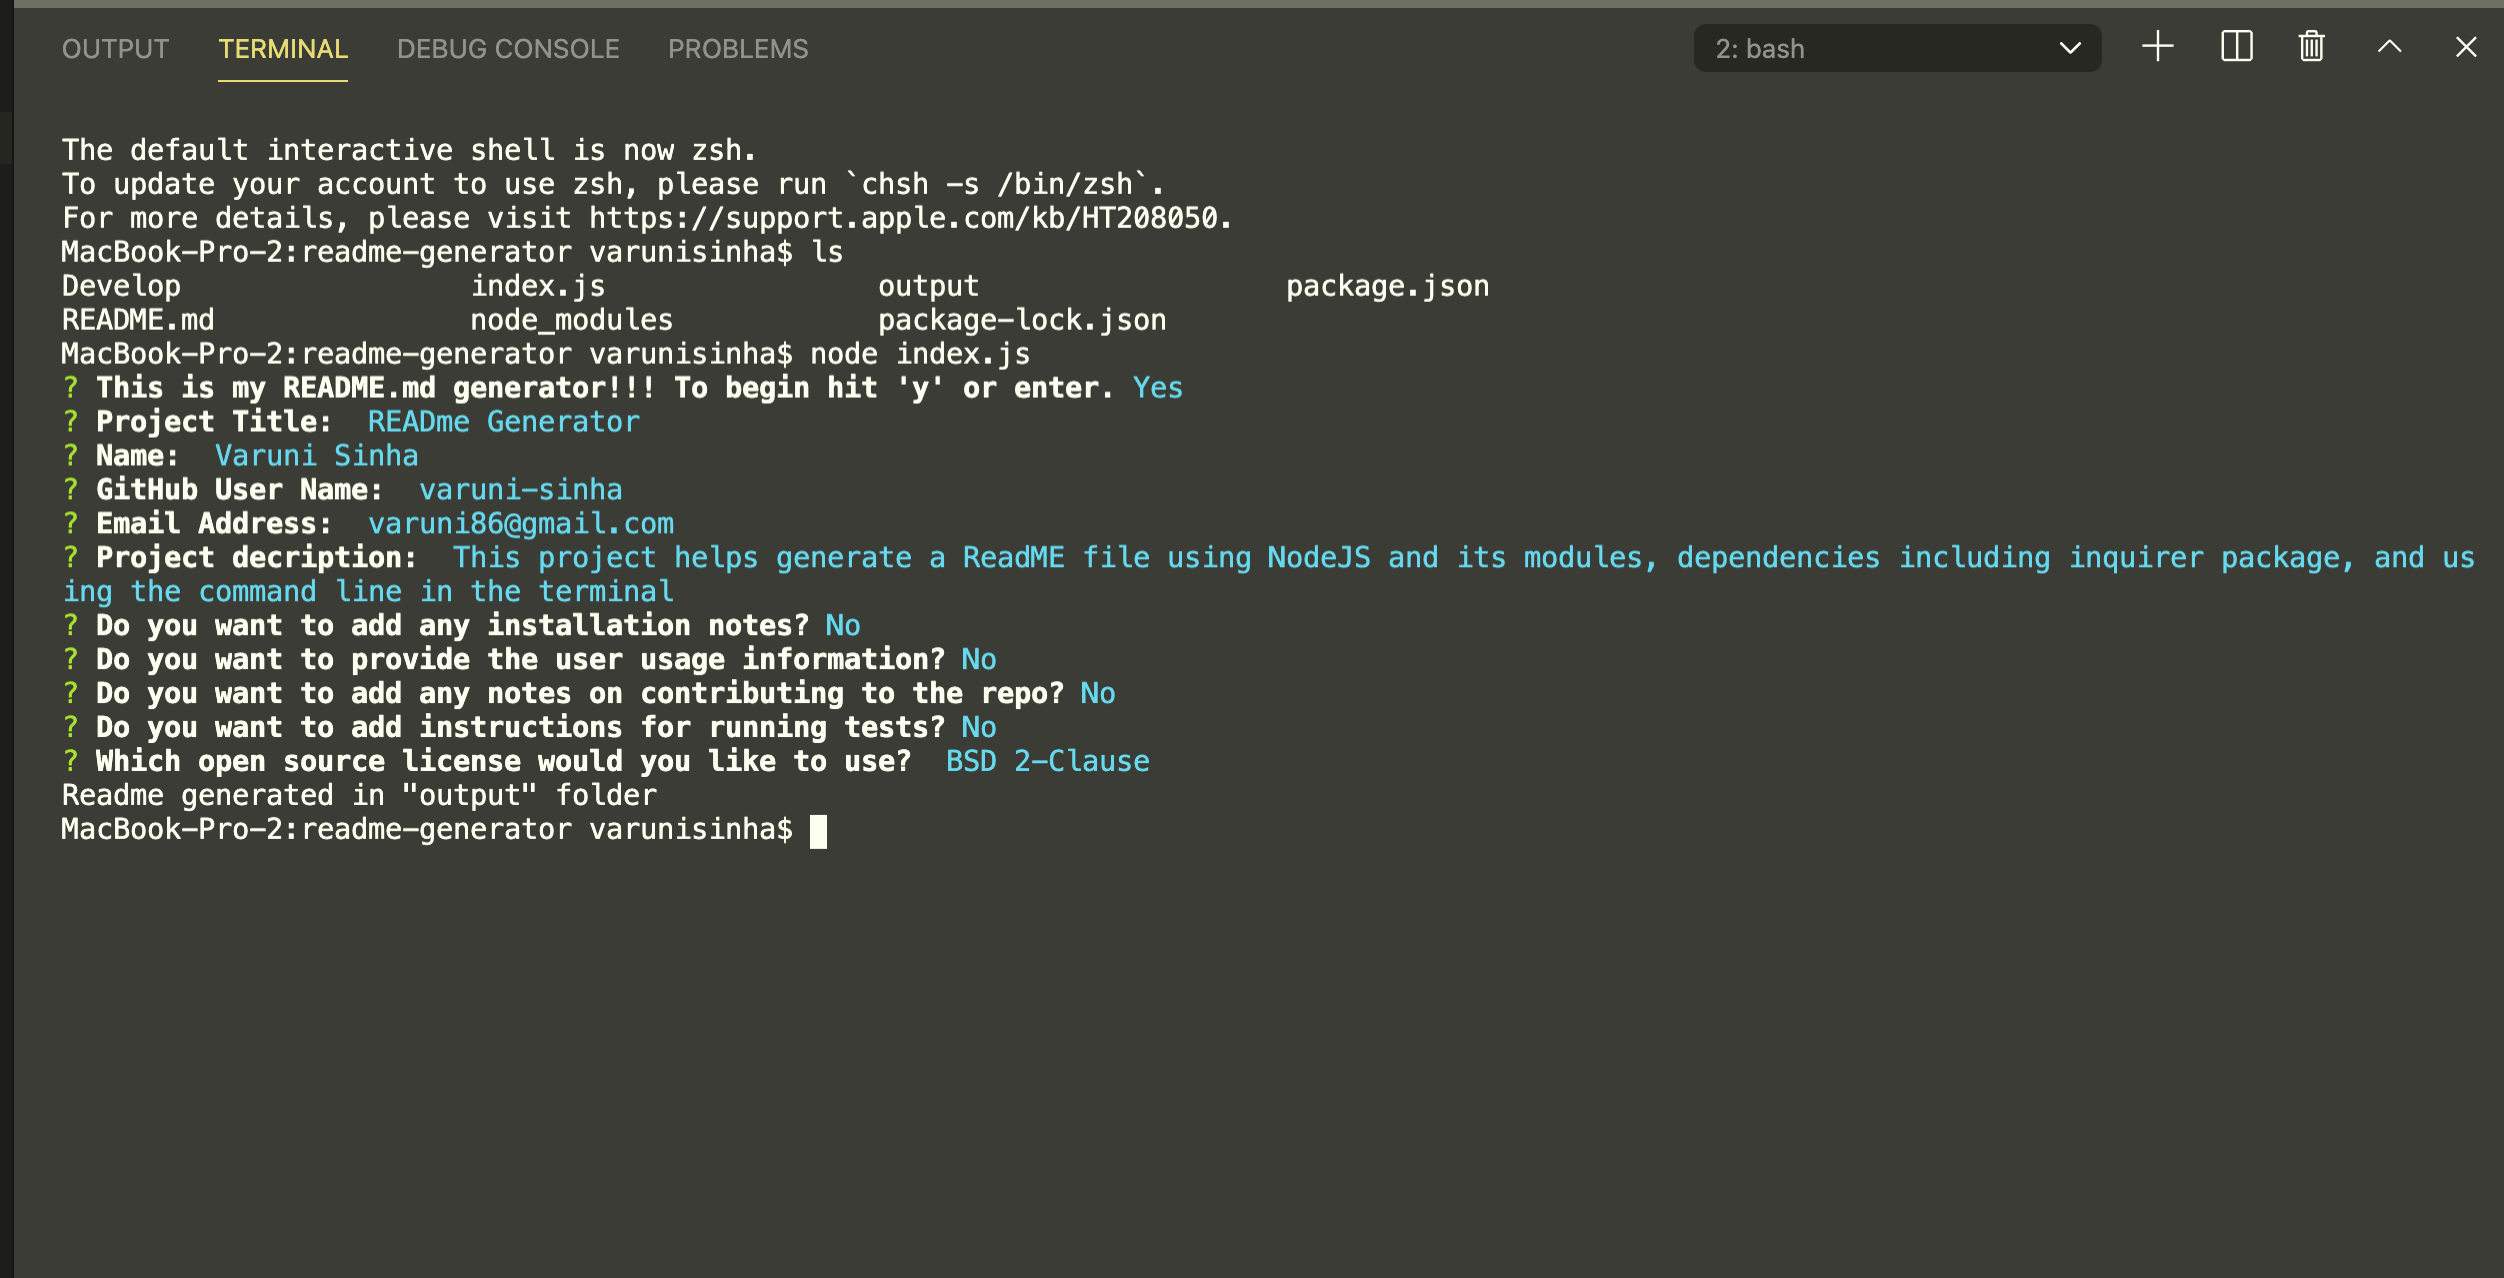 OUTPUT TERMINAL DEBUG CONSOLE PROBLEMS 2: bash
The default interactive shell is now zsh.
To update your account to use zsh, please run `chsh -s /bin/zsh`.
For more details, please visit https://support.apple.com/kb/HT208050.
MacBook-Pro-2:readme-generator varunisinha$ ls
Develop index.js output package.json
README.md node_modules package-lock.json
MacBook-Pro-2:readme-generator varunisinha$ node index.js
? This is my README.md generator!!! To begin hit 'y' or enter. Yes
? Project Title: READme Generator
? Name: Varuni Sinha
? GitHub User Name: varuni-sinha
? Email Address: varuni86@gmail.com
? Project decription: This project helps generate a ReadME file using NodeJS and its modules, dependencies including inquirer package, and us
ing the command line in the terminal
? Do you want to add any installation notes? No
? Do you want to provide the user usage information? No
? Do you want to add any notes on contributing to the repo? No
? Do you want to add instructions for running tests? No
? Which open source license would you like to use? BSD 2-Clause
Readme generated in "output" folder
MacBook-Pro-2:readme-generator varunisinha$